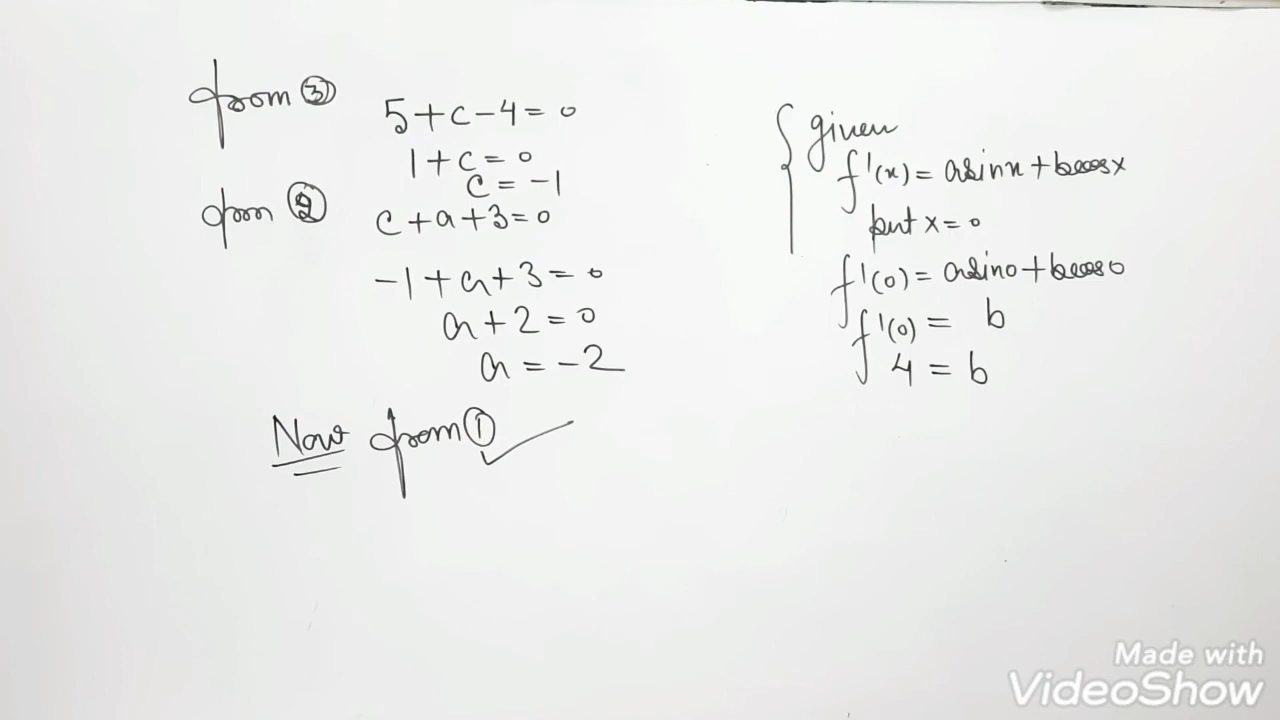 from ③
5+c-4=0
1+c=0
c=-1
from ②
c+a+3=0
-1+a+3=0
a+2=0
a=-2
Now from ①
given
f'(x)=asinx+bcosx
put x=0
f'(0)=asin0+bcos0
f'(0)= b
4=b
Made with
VideoShow